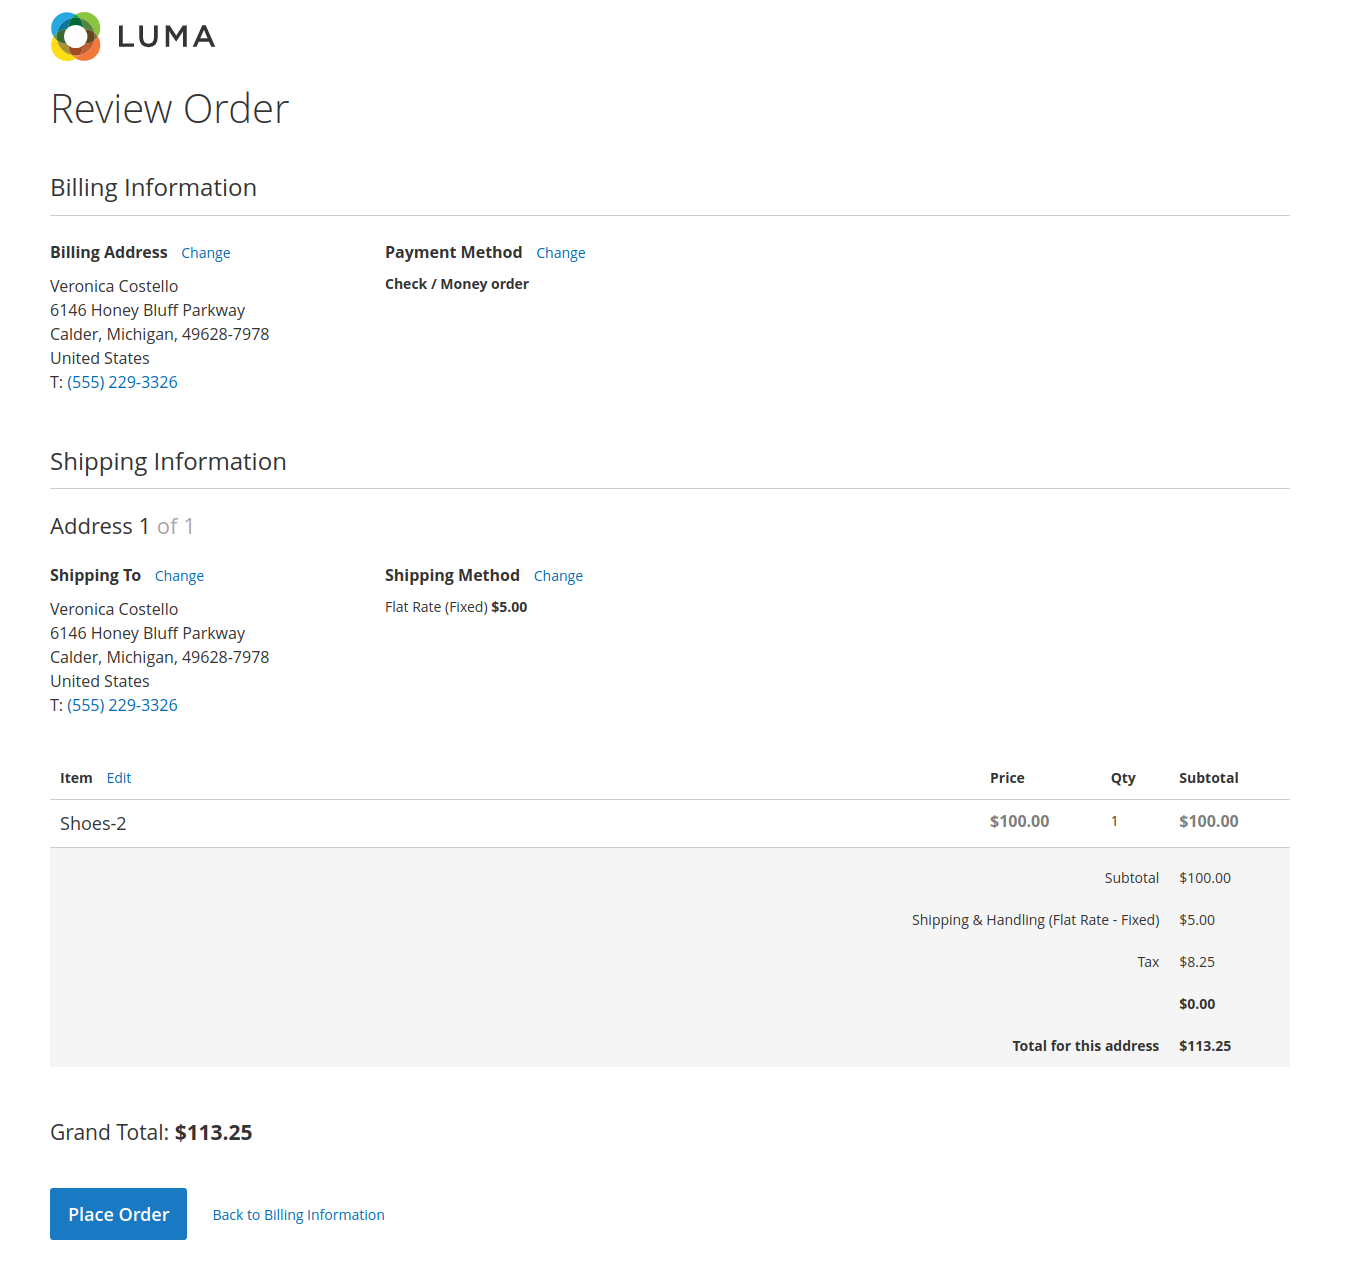 LUMA
Review Order
Billing Information
Billing Address Change
Veronica Costello
6146 Honey Bluff Parkway
Calder, Michigan, 49628-7978
United States
T: (555) 229-3326
Payment Method Change
Check / Money order
Shipping Information
Address 1 of 1
Shipping To Change
Veronica Costello
6146 Honey Bluff Parkway
Calder, Michigan, 49628-7978
United States
T: (555) 229-3326
Shipping Method Change
Flat Rate (Fixed) $5.00
Item Edit Price Qty Subtotal
Shoes-2 $100.00 1 $100.00
Subtotal $100.00
Shipping & Handling (Flat Rate - Fixed) $5.00
Tax $8.25
$0.00
Total for this address $113.25
Grand Total: $113.25
Place Order Back to Billing Information